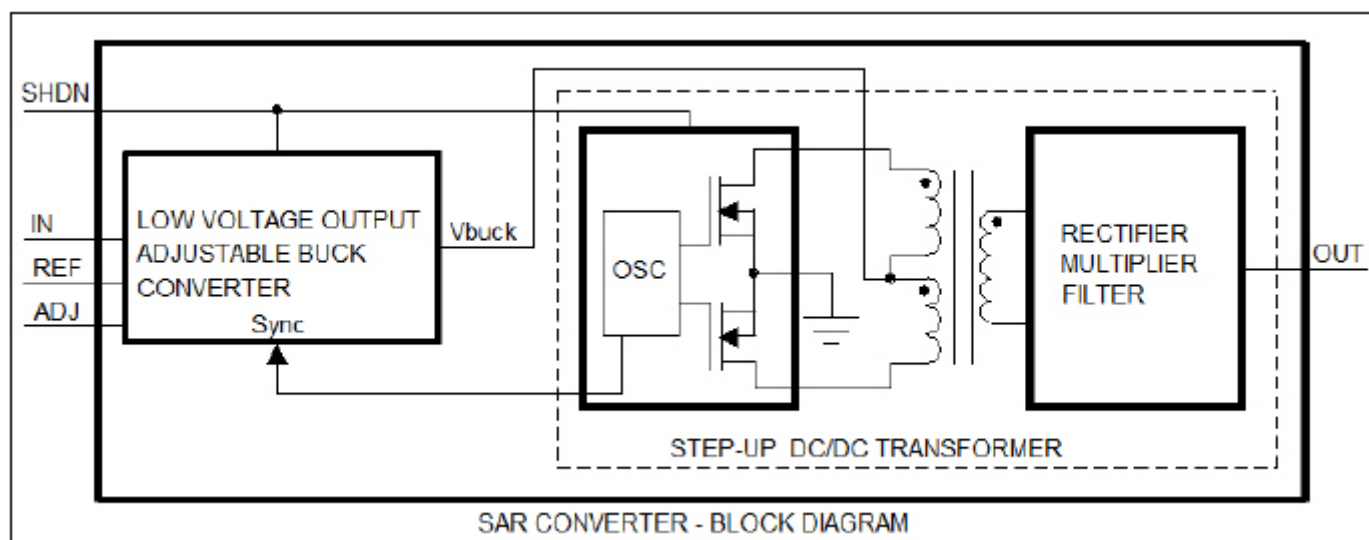 SHDN
IN
REF
ADJ
LOW VOLTAGE OUTPUT
ADJUSTABLE BUCK
CONVERTER
Sync
Vbuck
OSC
RECTIFIER
MULTIPLIER
FILTER
OUT
STEP-UP DC/DC TRANSFORMER
SAR CONVERTER - BLOCK DIAGRAM